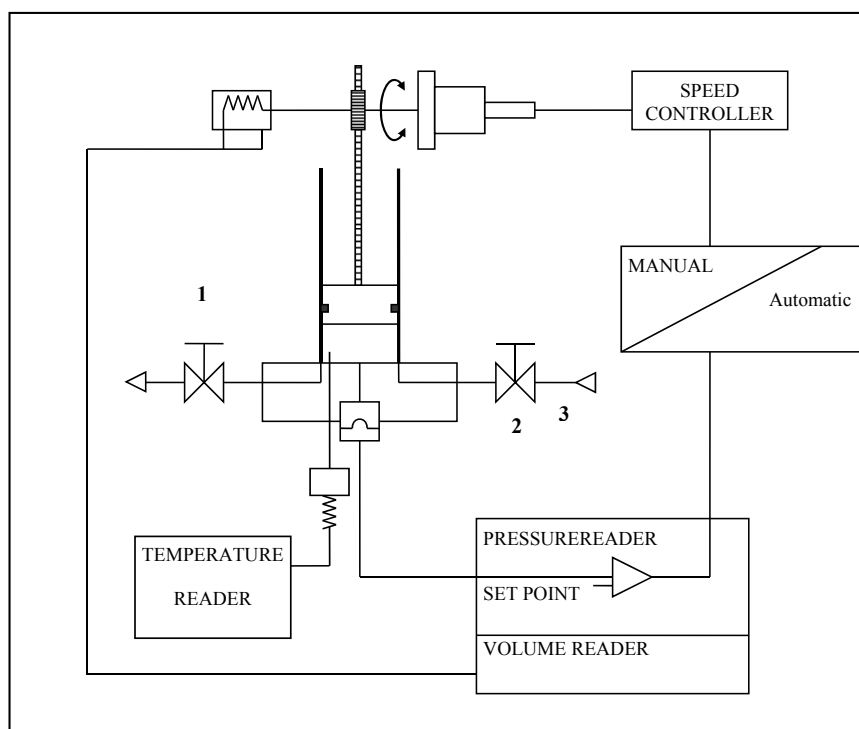 SPEED
CONTROLLER
MANUAL
Automatic
1
2
3
TEMPERATURE
READER
PRESSUREREADER
SET POINT
VOLUME READER